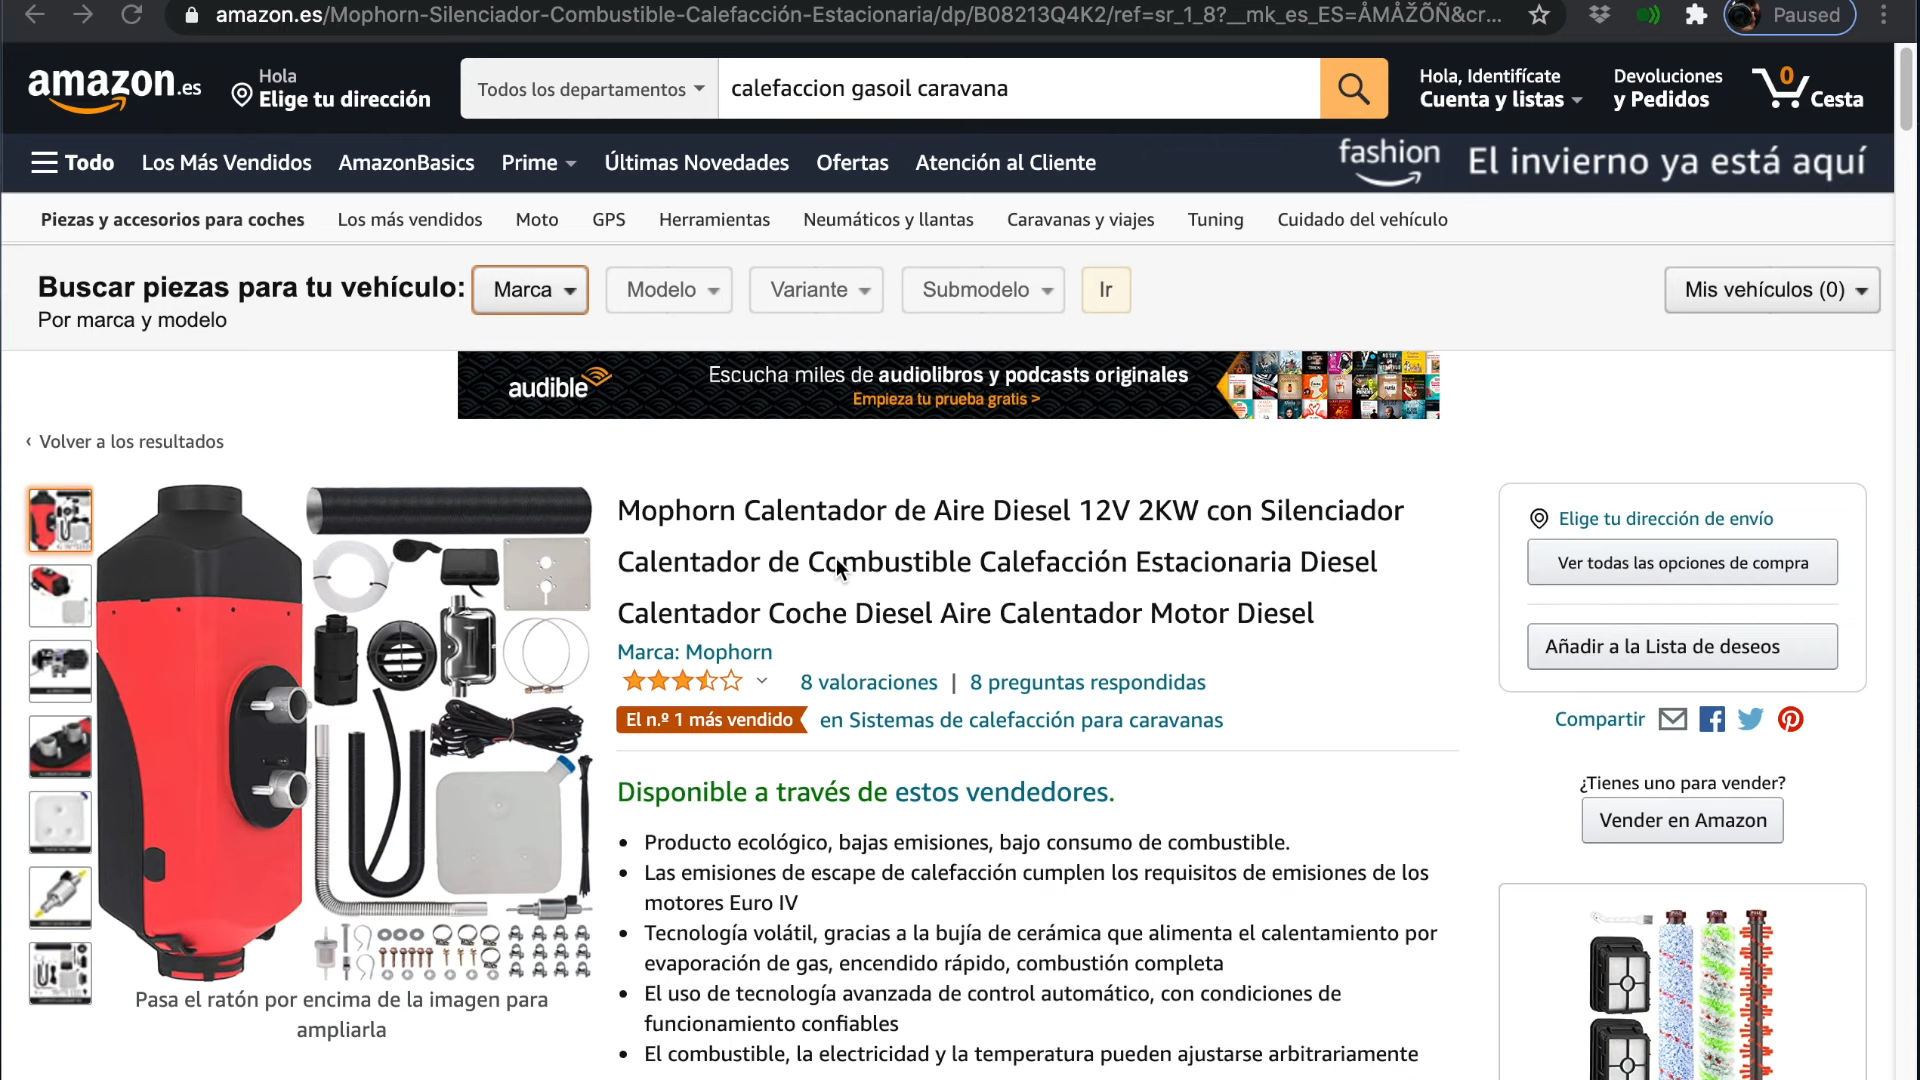 amazon.es/Mophorn-Silenciador-Combustible-Calefacción-Estacionaria/dp/B08213Q4K2/ref=sr_1_8?__mk_es_ES=ÅMÅŽÕÑ&cr...
Paused
amazon.es
Hola
Elige tu dirección
Todos los departamentos
calefaccion gasoil caravana
Hola, Identifícate
Cuenta y listas
Devoluciones
y Pedidos
0
Cesta
Todo
Los Más Vendidos
AmazonBasics
Prime
Últimas Novedades
Ofertas
Atención al Cliente
fashion
El invierno ya está aquí
Piezas y accesorios para coches
Los más vendidos
Moto
GPS
Herramientas
Neumáticos y llantas
Caravanas y viajes
Tuning
Cuidado del vehículo
Buscar piezas para tu vehículo:
Por marca y modelo
Marca
Modelo
Variante
Submodelo
Ir
Mis vehículos (0)
audible
Escucha miles de audiolibros y podcasts originales
Empieza tu prueba gratis >
‹ Volver a los resultados
Mophorn Calentador de Aire Diesel 12V 2KW con Silenciador
Calentador de Combustible Calefacción Estacionaria Diesel
Calentador Coche Diesel Aire Calentador Motor Diesel
Marca: Mophorn
8 valoraciones | 8 preguntas respondidas
El n.º 1 más vendido en Sistemas de calefacción para caravanas
Disponible a través de estos vendedores.
• Producto ecológico, bajas emisiones, bajo consumo de combustible.
• Las emisiones de escape de calefacción cumplen los requisitos de emisiones de los
motores Euro IV
• Tecnología volátil, gracias a la bujía de cerámica que alimenta el calentamiento por
evaporación de gas, encendido rápido, combustión completa
• El uso de tecnología avanzada de control automático, con condiciones de
funcionamiento confiables
• El combustible, la electricidad y la temperatura pueden ajustarse arbitrariamente
Pasa el ratón por encima de la imagen para
ampliarla
Elige tu dirección de envío
Ver todas las opciones de compra
Añadir a la Lista de deseos
Compartir
¿Tienes uno para vender?
Vender en Amazon